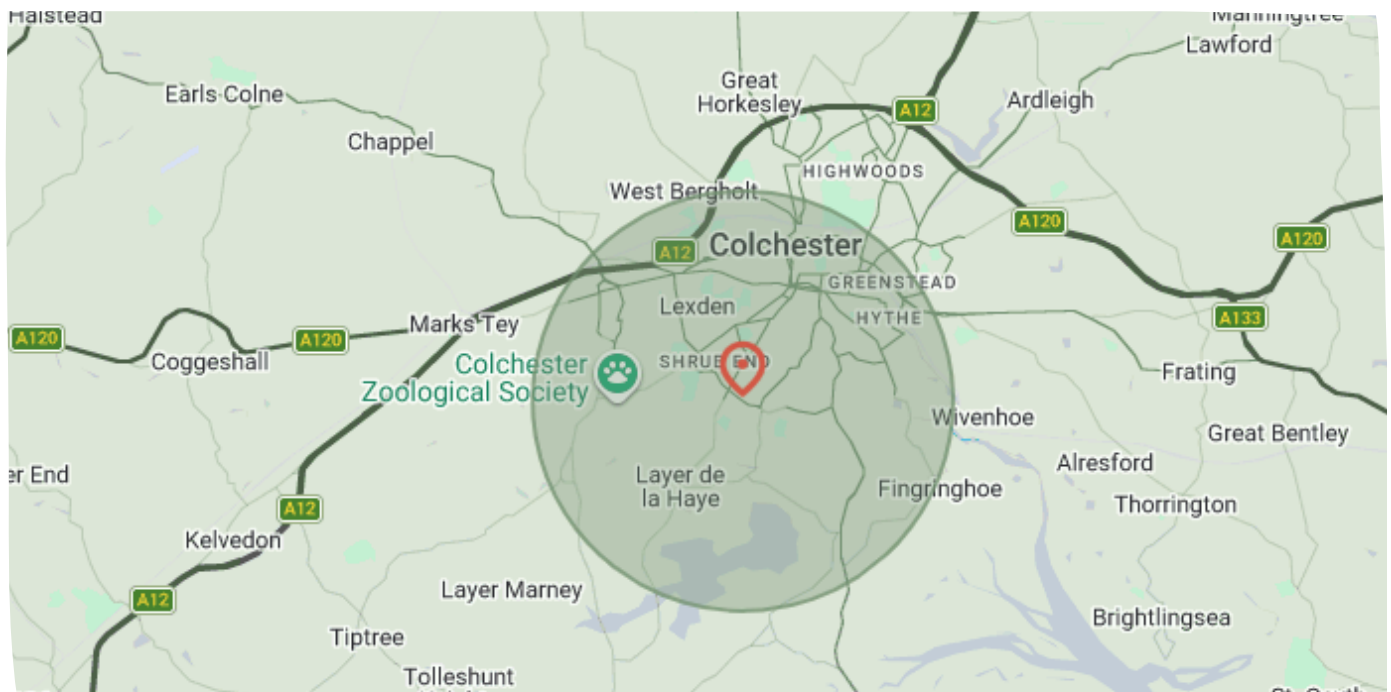 Halstead
Manningtree
Lawford
Earls Colne
Great
Horkesley
A12
Ardleigh
Chappel
HIGHWOODS
West Bergholt
A120
A120
A12
Colchester
GREENSTEAD
Lexden
HYTHE
A133
A120
A120
Marks Tey
Coggeshall
Colchester
Zoological Society
SHRUB END
Frating
Wivenhoe
Great Bentley
er End
Layer de
la Haye
Alresford
Fingringhoe
Thorrington
A12
Kelvedon
Layer Marney
A12
Brightlingsea
Tiptree
Tolleshunt